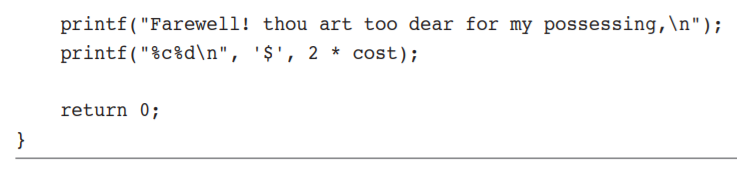 printf("Farewell! thou art too dear for my possessing,\n");
printf("%c%d\n", '$', 2 * cost);
return 0;
}